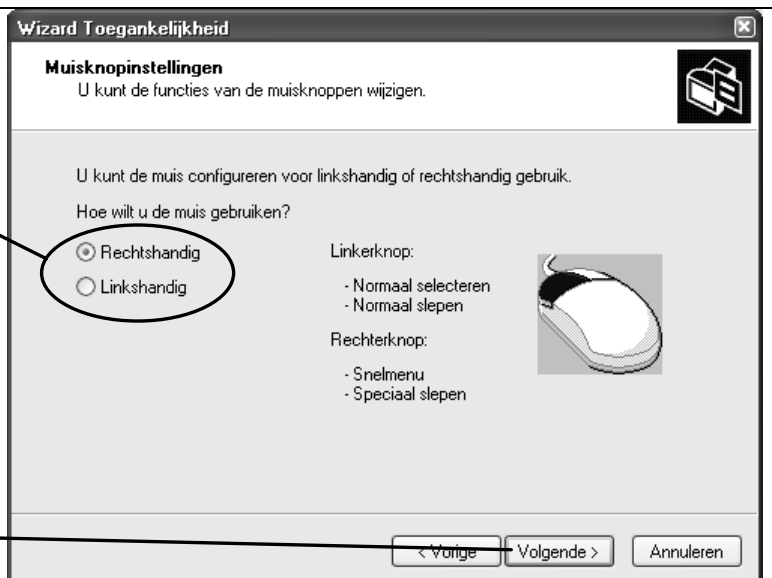 Wizard Toegankelijkheid
Muisknopinstellingen
U kunt de functies van de muisknoppen wijzigen.
U kunt de muis configureren voor linkshandig of rechtshandig gebruik.
Hoe wilt u de muis gebruiken?
Rechtshandig
Linkshandig
Linkerknop:
- Normaal selecteren
- Normaal slepen
Rechterknop:
- Snelmenu
- Speciaal slepen
< Vorige
Volgende >
Annuleren